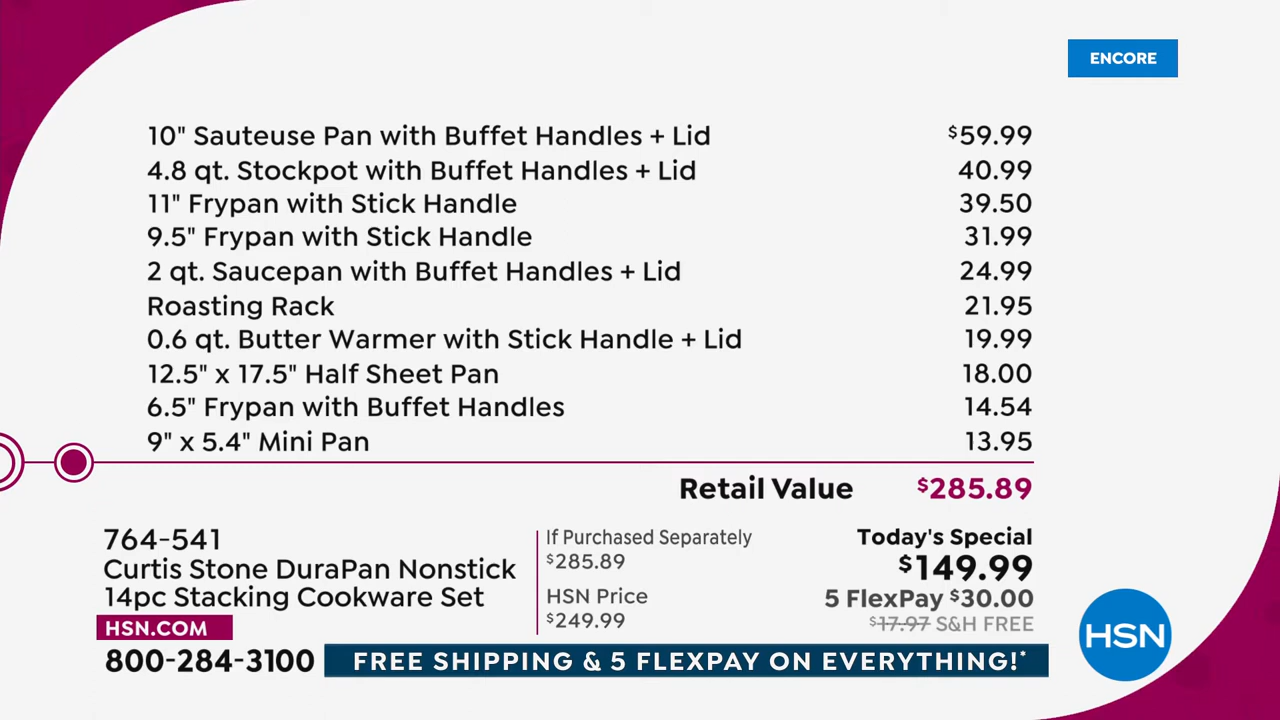 ENCORE
10" Sauteuse Pan with Buffet Handles + Lid $59.99
4.8 qt. Stockpot with Buffet Handles + Lid 40.99
11" Frypan with Stick Handle 39.50
9.5" Frypan with Stick Handle 31.99
2 qt. Saucepan with Buffet Handles + Lid 24.99
Roasting Rack 21.95
0.6 qt. Butter Warmer with Stick Handle + Lid 19.99
12.5" x 17.5" Half Sheet Pan 18.00
6.5" Frypan with Buffet Handles 14.54
9" x 5.4" Mini Pan 13.95
Retail Value $285.89
764-541
Curtis Stone DuraPan Nonstick
14pc Stacking Cookware Set
HSN.COM
800-284-3100
If Purchased Separately
$285.89
HSN Price
$249.99
Today's Special
$149.99
5 FlexPay $30.00
$17.97 S&H FREE
FREE SHIPPING & 5 FLEXPAY ON EVERYTHING!*
HSN